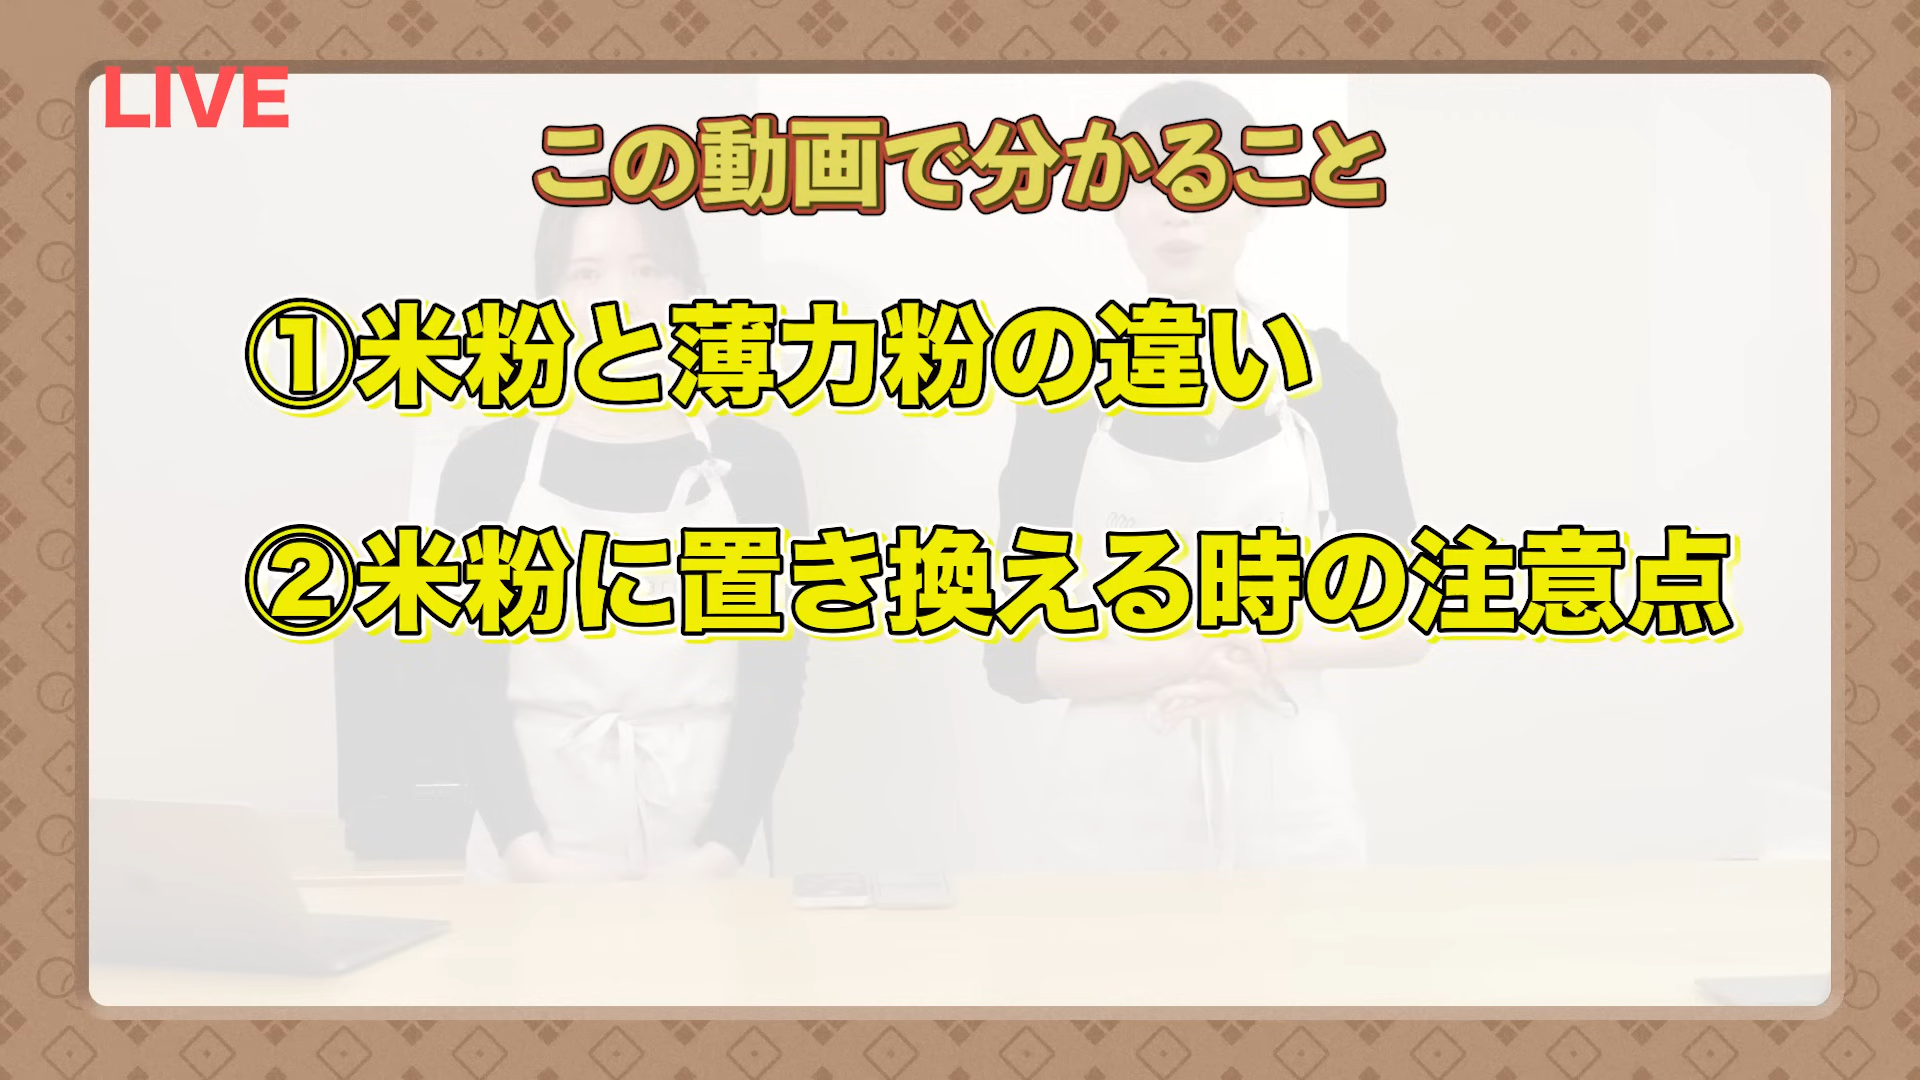 LIVE
この動画で分かること
①米粉と薄力粉の違い
②米粉に置き換える時の注意点